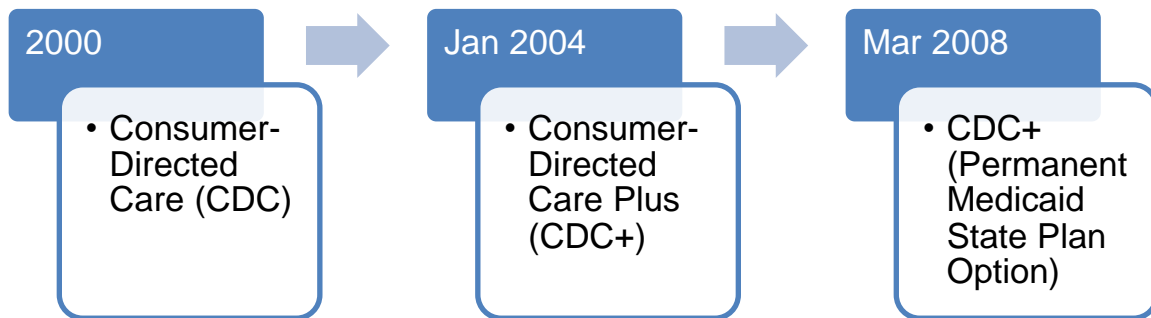 2000
• Consumer-
Directed
Care (CDC)
Jan 2004
• Consumer-
Directed
Care Plus
(CDC+)
Mar 2008
• CDC+
(Permanent
Medicaid
State Plan
Option)